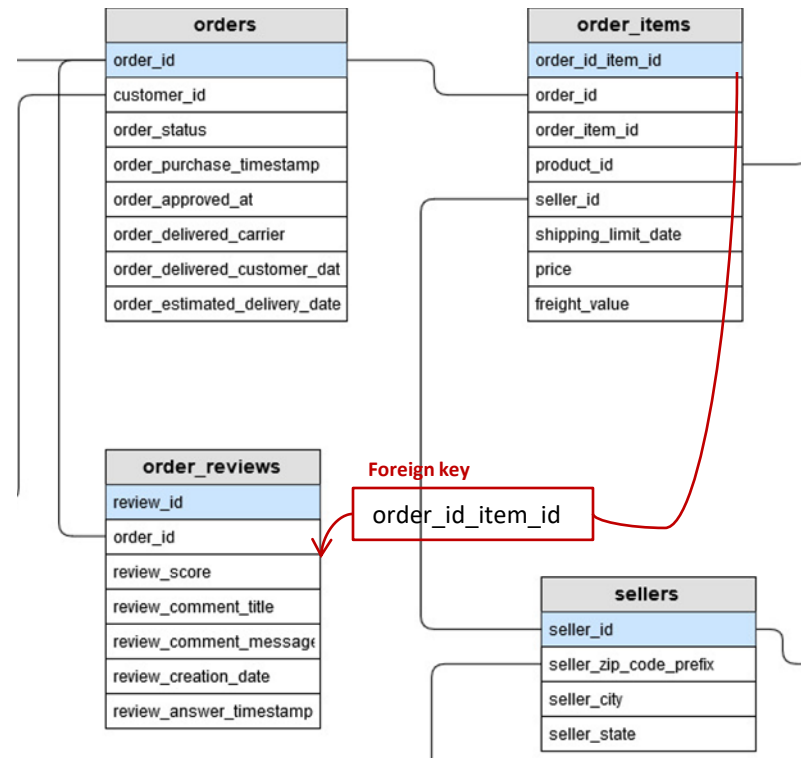 orders
order_id
customer_id
order_status
order_purchase_timestamp
order_approved_at
order_delivered_carrier
order_delivered_customer_dat
order_estimated_delivery_date
order_items
order_id_item_id
order_id
order_item_id
product_id
seller_id
shipping_limit_date
price
freight_value
order_reviews
review_id
order_id
review_score
review_comment_title
review_comment_message
review_creation_date
review_answer_timestamp
Foreign key
order_id_item_id
sellers
seller_id
seller_zip_code_prefix
seller_city
seller_state